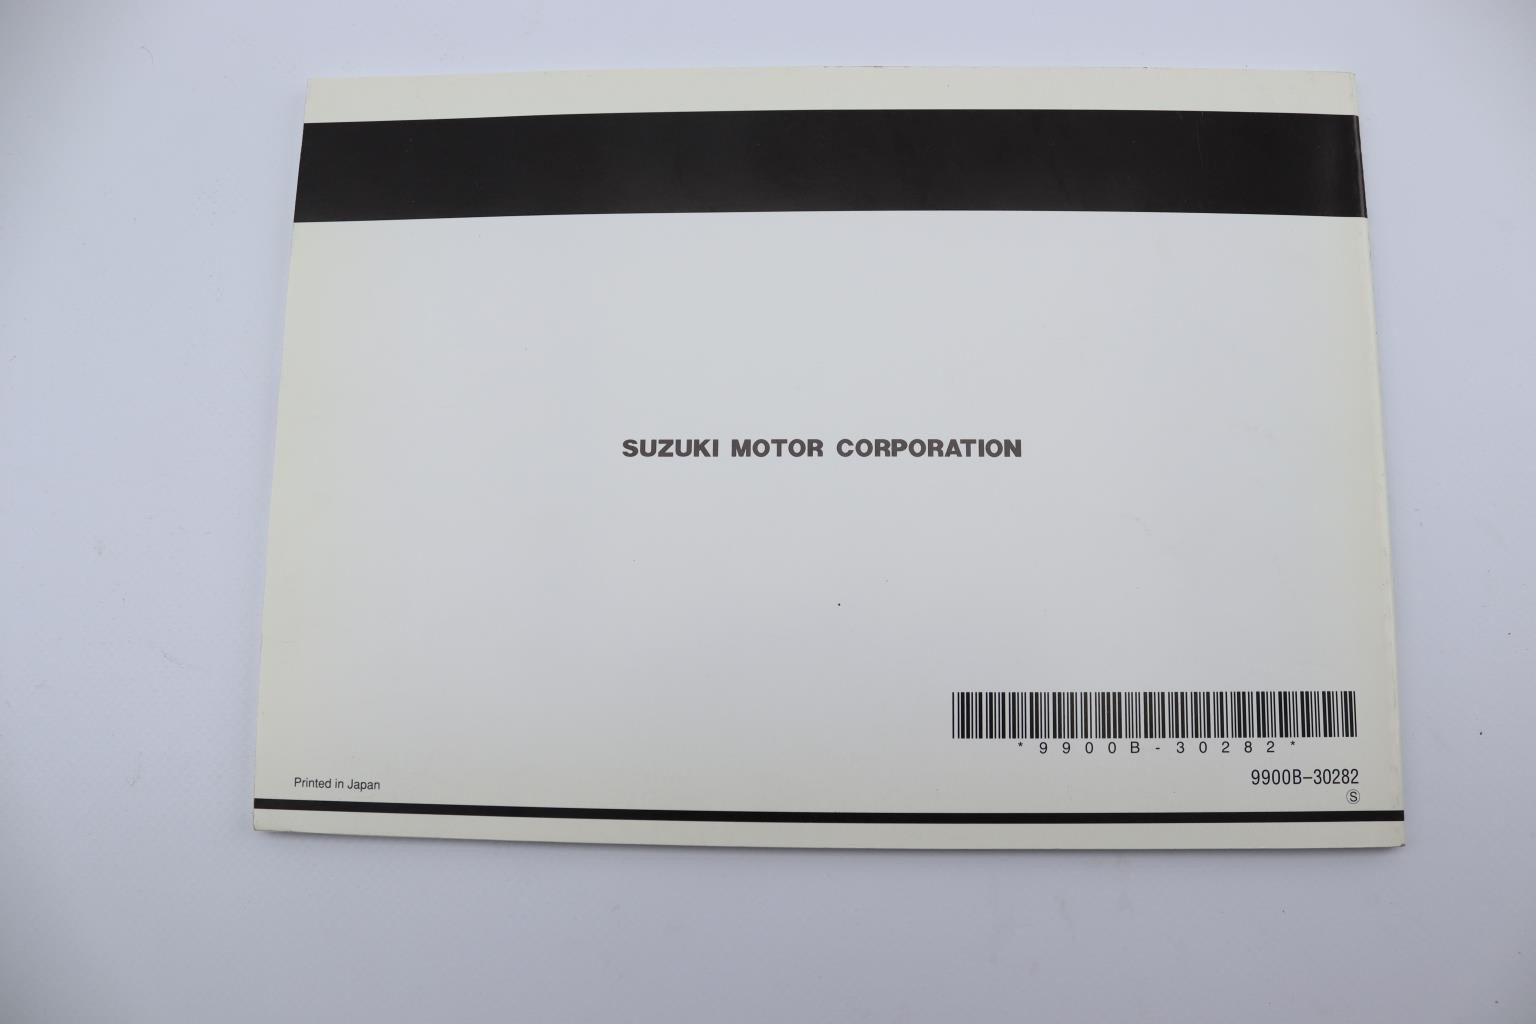 SUZUKI MOTOR CORPORATION
*9900B-30282*
9900B-30282
Printed in Japan
Ⓢ